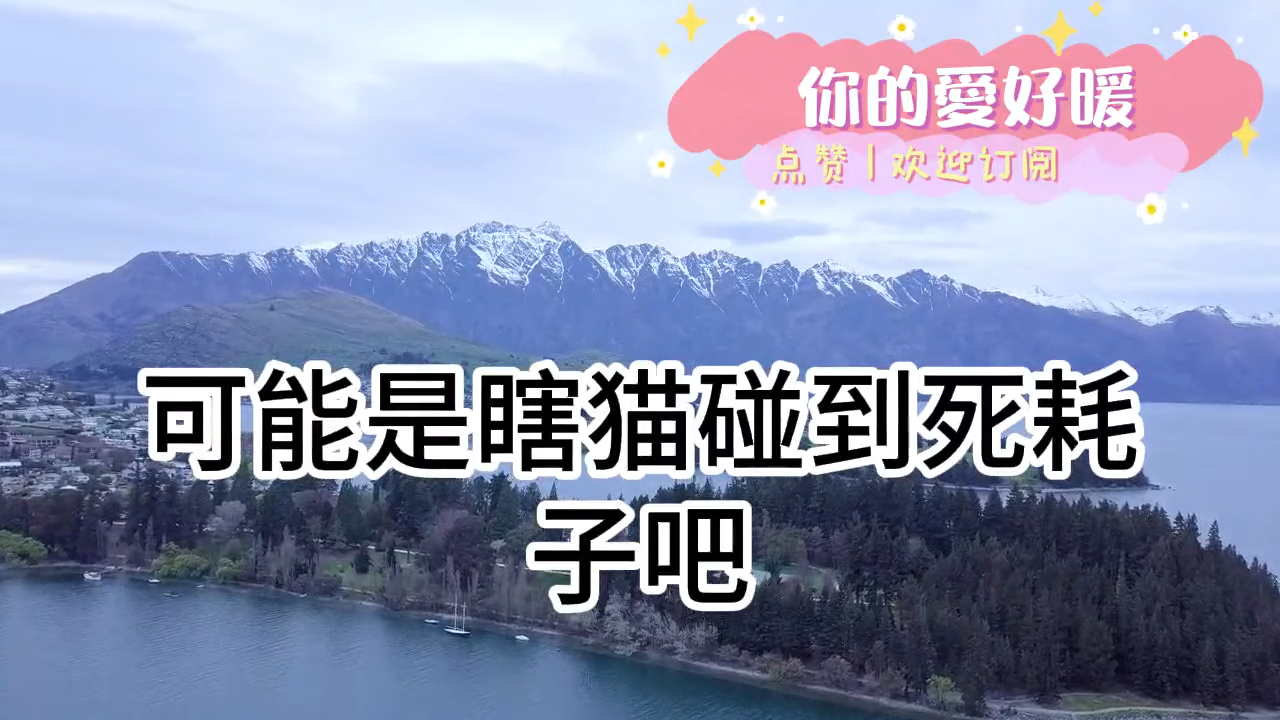 你的愛好暖
点赞 | 欢迎订阅
可能是瞎猫碰到死耗
子吧